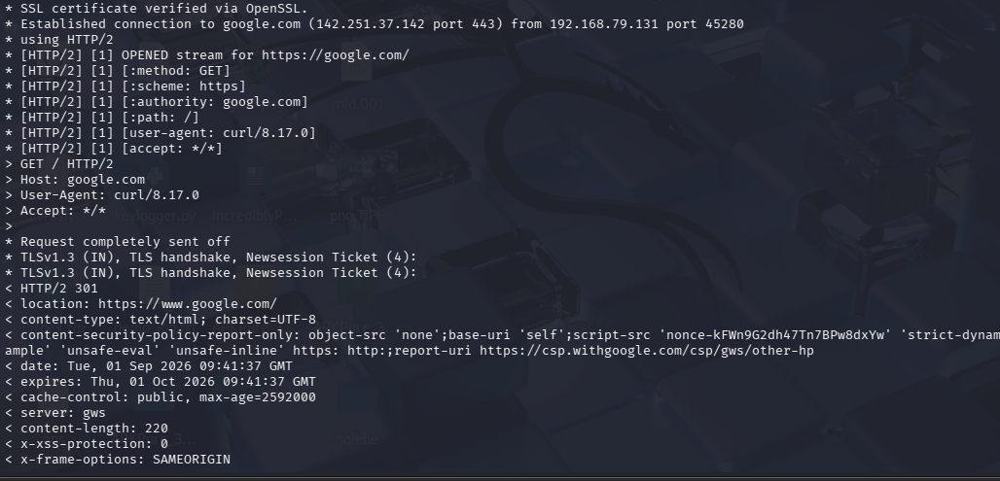 * SSL certificate verified via OpenSSL.
* Established connection to google.com (142.251.37.142 port 443) from 192.168.79.131 port 45280
* using HTTP/2
* [HTTP/2] [1] OPENED stream for https://google.com/
* [HTTP/2] [1] [:method: GET]
* [HTTP/2] [1] [:scheme: https]
* [HTTP/2] [1] [:authority: google.com]
* [HTTP/2] [1] [:path: /]
* [HTTP/2] [1] [user-agent: curl/8.17.0]
* [HTTP/2] [1] [accept: */*]
> GET / HTTP/2
> Host: google.com
> User-Agent: curl/8.17.0
> Accept: */*
>
* Request completely sent off
* TLSv1.3 (IN), TLS handshake, Newsession Ticket (4):
* TLSv1.3 (IN), TLS handshake, Newsession Ticket (4):
< HTTP/2 301
< location: https://www.google.com/
< content-type: text/html; charset=UTF-8
< content-security-policy-report-only: object-src 'none';base-uri 'self';script-src 'nonce-kFWn9G2dh47Tn7BPw8dxYw' 'strict-dynam
ample' 'unsafe-eval' 'unsafe-inline' https: http:;report-uri https://csp.withgoogle.com/csp/gws/other-hp
< date: Tue, 01 Sep 2026 09:41:37 GMT
< expires: Thu, 01 Oct 2026 09:41:37 GMT
< cache-control: public, max-age=2592000
< server: gws
< content-length: 220
< x-xss-protection: 0
< x-frame-options: SAMEORIGIN